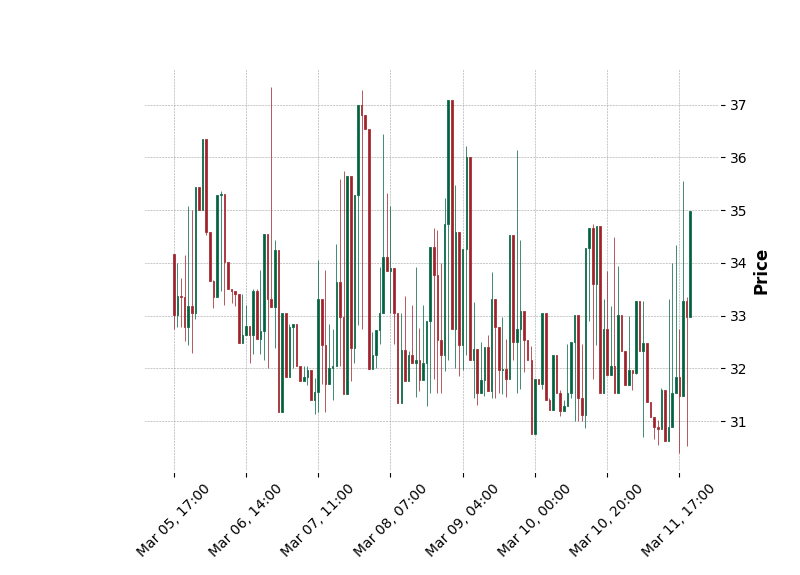 37
36
35
34
33
32
31
Price
Mar 05, 17:00
Mar 06, 14:00
Mar 07, 11:00
Mar 08, 07:00
Mar 09, 04:00
Mar 10, 00:00
Mar 10, 20:00
Mar 11, 17:00